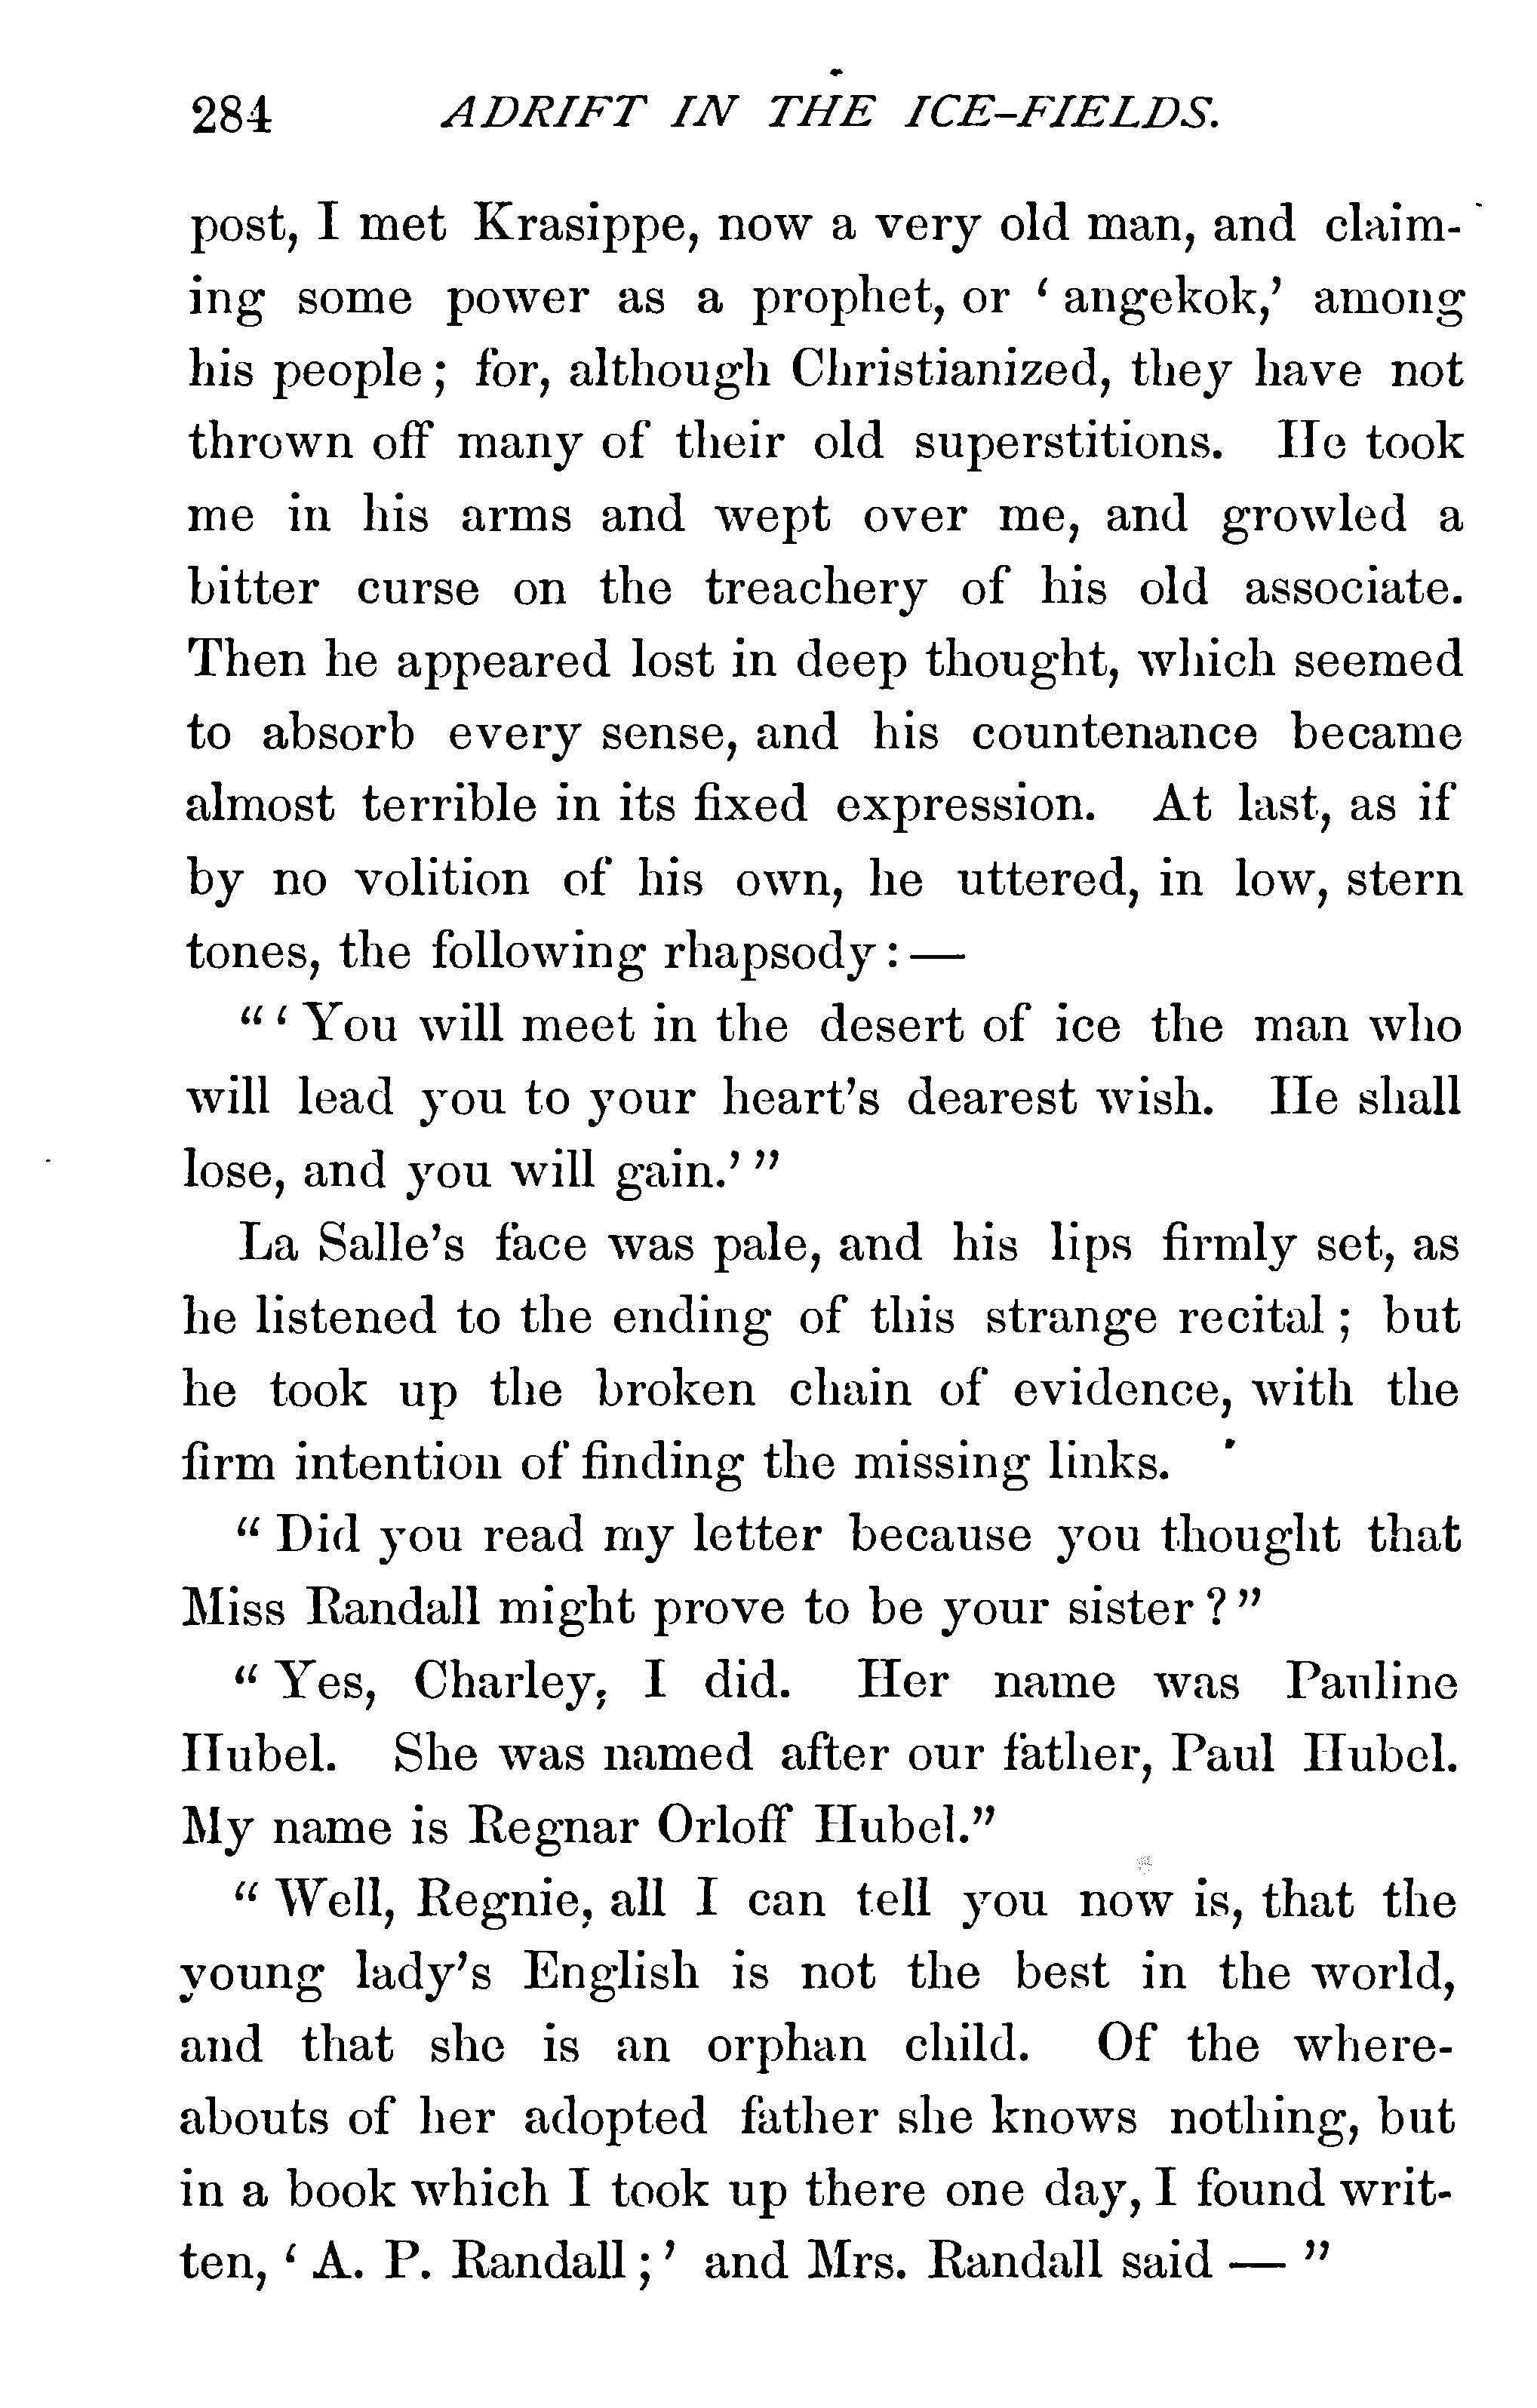 284 ADRIFT IN THE ICE-FIELDS.
post, I met Krasippe, now a very old man, and claim-
ing some power as a prophet, or ‘angekok,’ among
his people; for, although Christianized, they have not
thrown off many of their old superstitions. He took
me in his arms and wept over me, and growled a
bitter curse on the treachery of his old associate.
Then he appeared lost in deep thought, which seemed
to absorb every sense, and his countenance became
almost terrible in its fixed expression. At last, as if
by no volition of his own, he uttered, in low, stern
tones, the following rhapsody:—
“‘You will meet in the desert of ice the man who
will lead you to your heart’s dearest wish. He shall
lose, and you will gain.’”
La Salle’s face was pale, and his lips firmly set, as
he listened to the ending of this strange recital; but
he took up the broken chain of evidence, with the
firm intention of finding the missing links.
“Did you read my letter because you thought that
Miss Randall might prove to be your sister?”
“Yes, Charley, I did. Her name was Pauline
Hubel. She was named after our father, Paul Hubel.
My name is Regnar Orloff Hubel.”
“Well, Regnie, all I can tell you now is, that the
young lady’s English is not the best in the world,
and that she is an orphan child. Of the where-
abouts of her adopted father she knows nothing, but
in a book which I took up there one day, I found writ-
ten, ‘A. P. Randall;’ and Mrs. Randall said—”